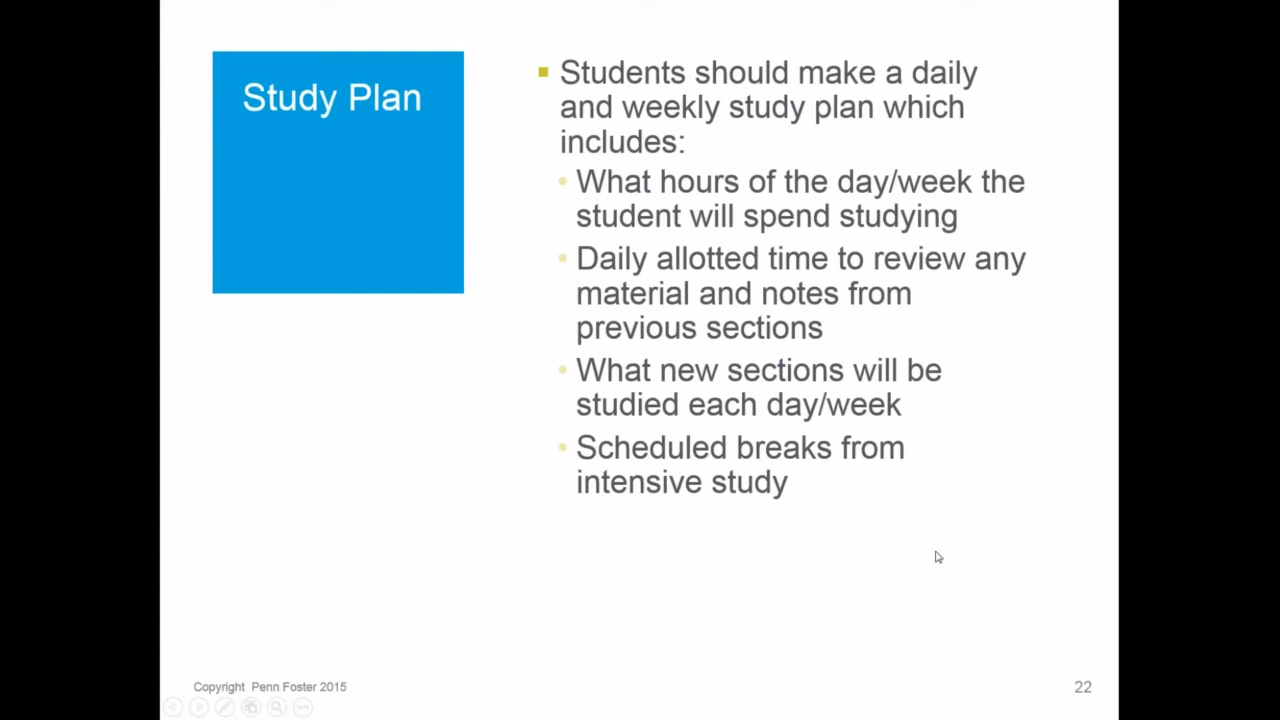 Study Plan
Students should make a daily
and weekly study plan which
includes:
What hours of the day/week the
student will spend studying
Daily allotted time to review any
material and notes from
previous sections
What new sections will be
studied each day/week
Scheduled breaks from
intensive study
Copyright Penn Foster 2015
22